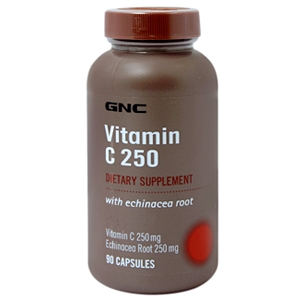 GNC
Vitamin
C 250
DIETARY SUPPLEMENT
with echinacea root
Vitamin C 250 mg
Echinacea Root 250 mg
90 CAPSULES